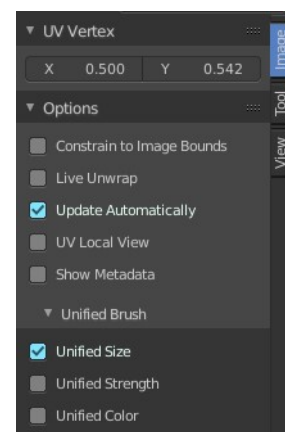 UV Vertex
X 0.500 Y 0.542
Options
Constrain to Image Bounds
Live Unwrap
Update Automatically
UV Local View
Show Metadata
Unified Brush
Unified Size
Unified Strength
Unified Color
Image
Tool
View